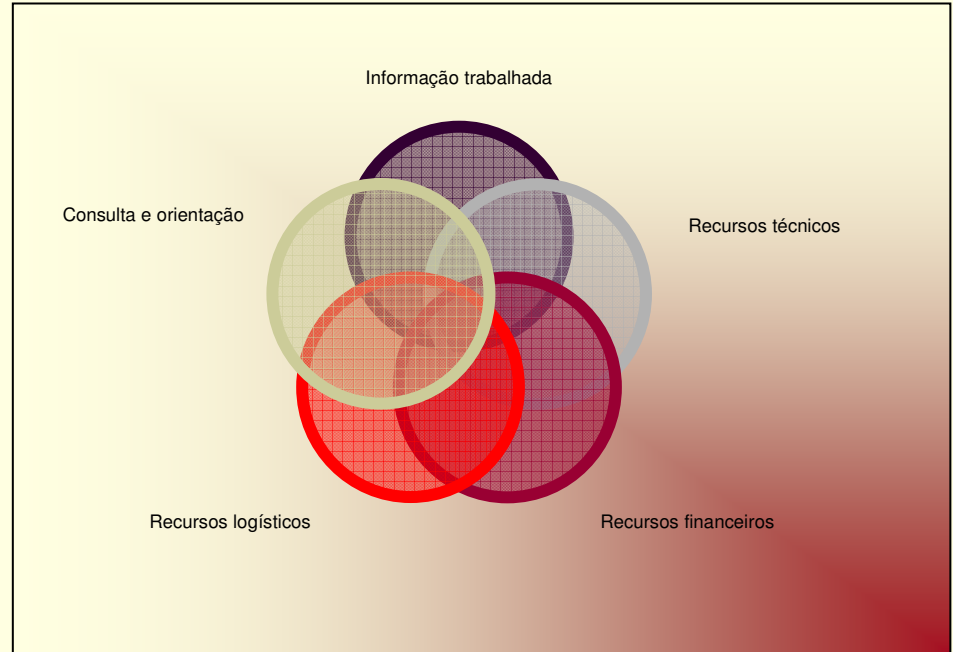 Informação trabalhada
Consulta e orientação
Recursos técnicos
Recursos logísticos
Recursos financeiros